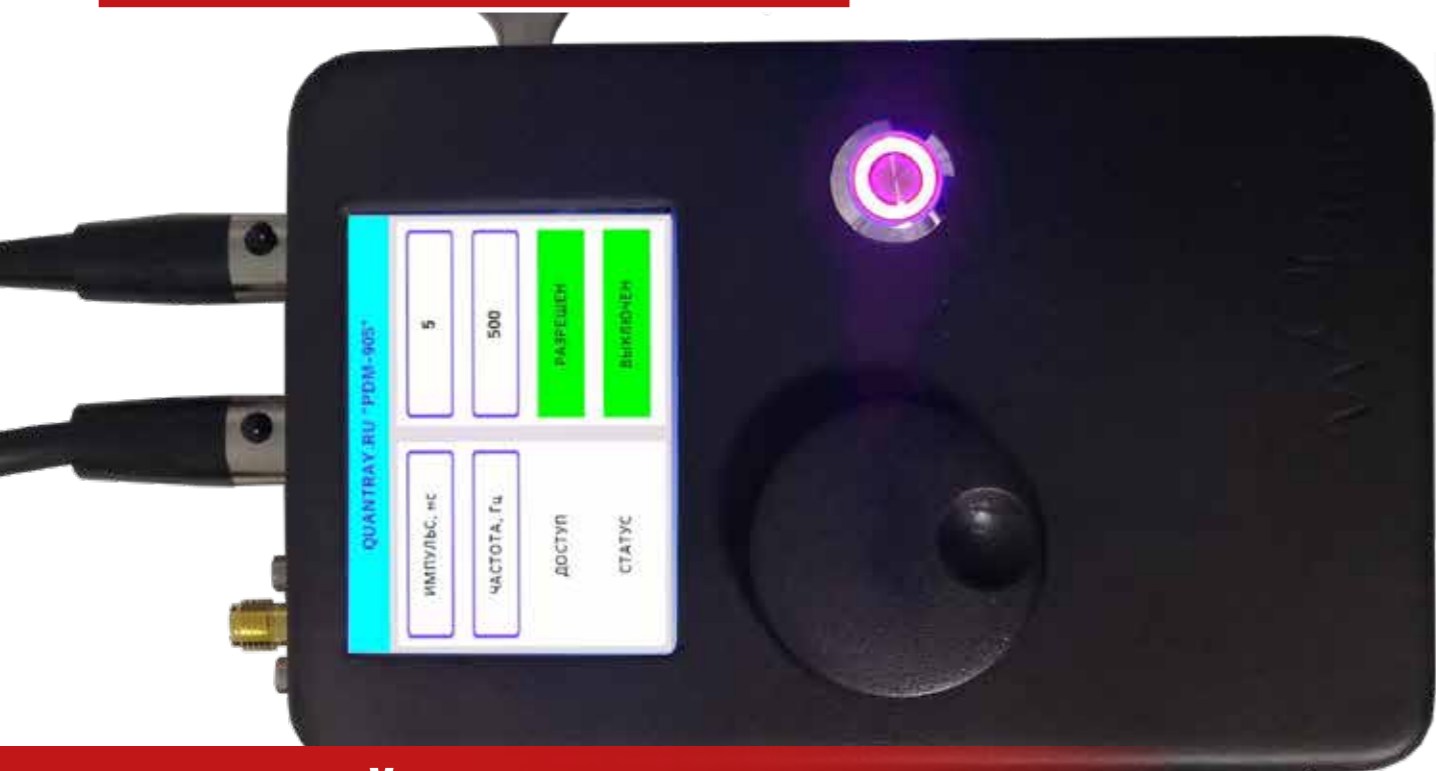 QUANTRAY.RU "PDM-905"
ИМПУЛЬС, нс 5
ЧАСТОТА, Гц 500
ДОСТУП РАЗРЕШЕН
СТАТУС ВЫКЛЮЧЕН